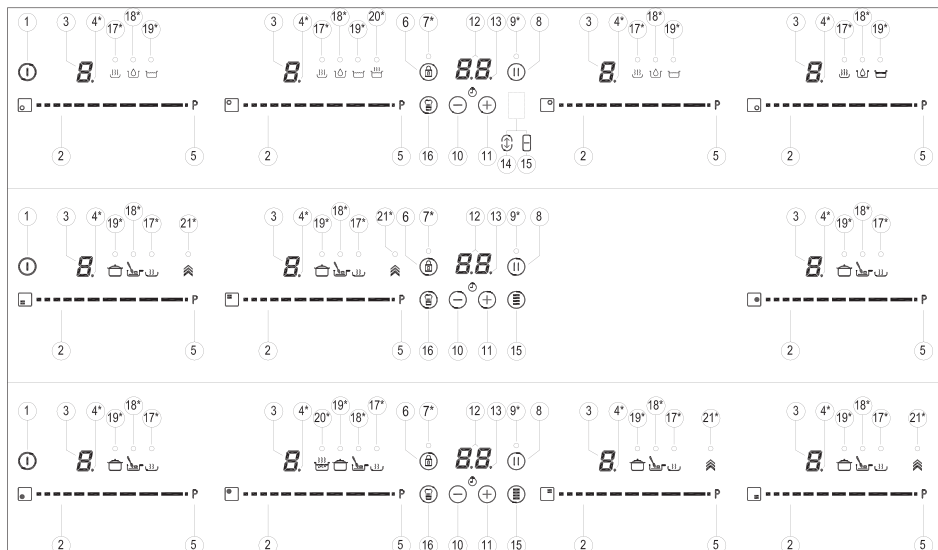 18* 18* 20* 18* 18*
1 3 4* 17* 19* 3 4* 17* 19* 6 7* 12 13 9* 8 3 4* 17* 19* 3 4* 17* 19*
8. 8. 8.8. 8. 8.
P P P P
2 5 2 5 16 10 11 14 15 2 5 2 5
18* 18* 18*
1 3 4* 19* 17* 21* 3 4* 19* 17* 21* 6 7* 12 13 9* 8 3 4* 19* 17*
8. 8. 8.8. 8.
P P P
2 5 2 5 16 10 11 15 2 5
18* 19* 17* 18* 18*
1 3 4* 19* 17* 3 4* 20* 18* 6 7* 12 13 9* 8 3 4* 19* 17* 21* 3 4* 19* 17* 21*
8. 8. 8.8. 8. 8.
P P P P
2 5 2 5 16 10 11 15 2 5 2 5